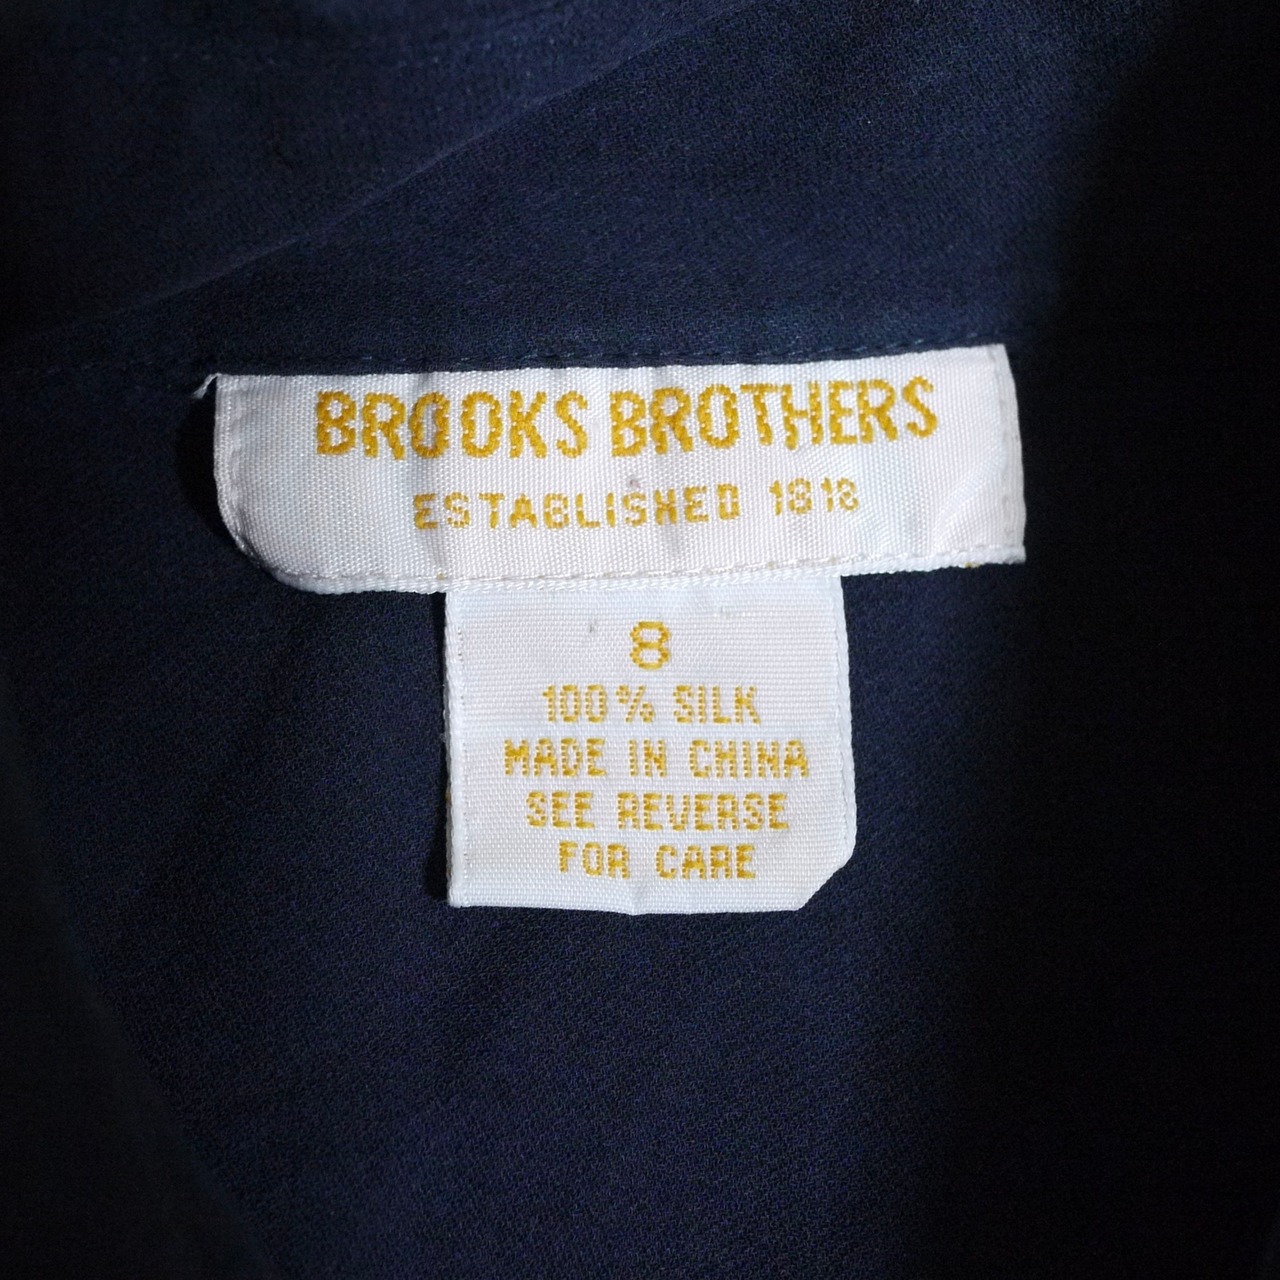 BROOKS BROTHERS
ESTABLISHED 1818
8
100% SILK
MADE IN CHINA
SEE REVERSE
FOR CARE